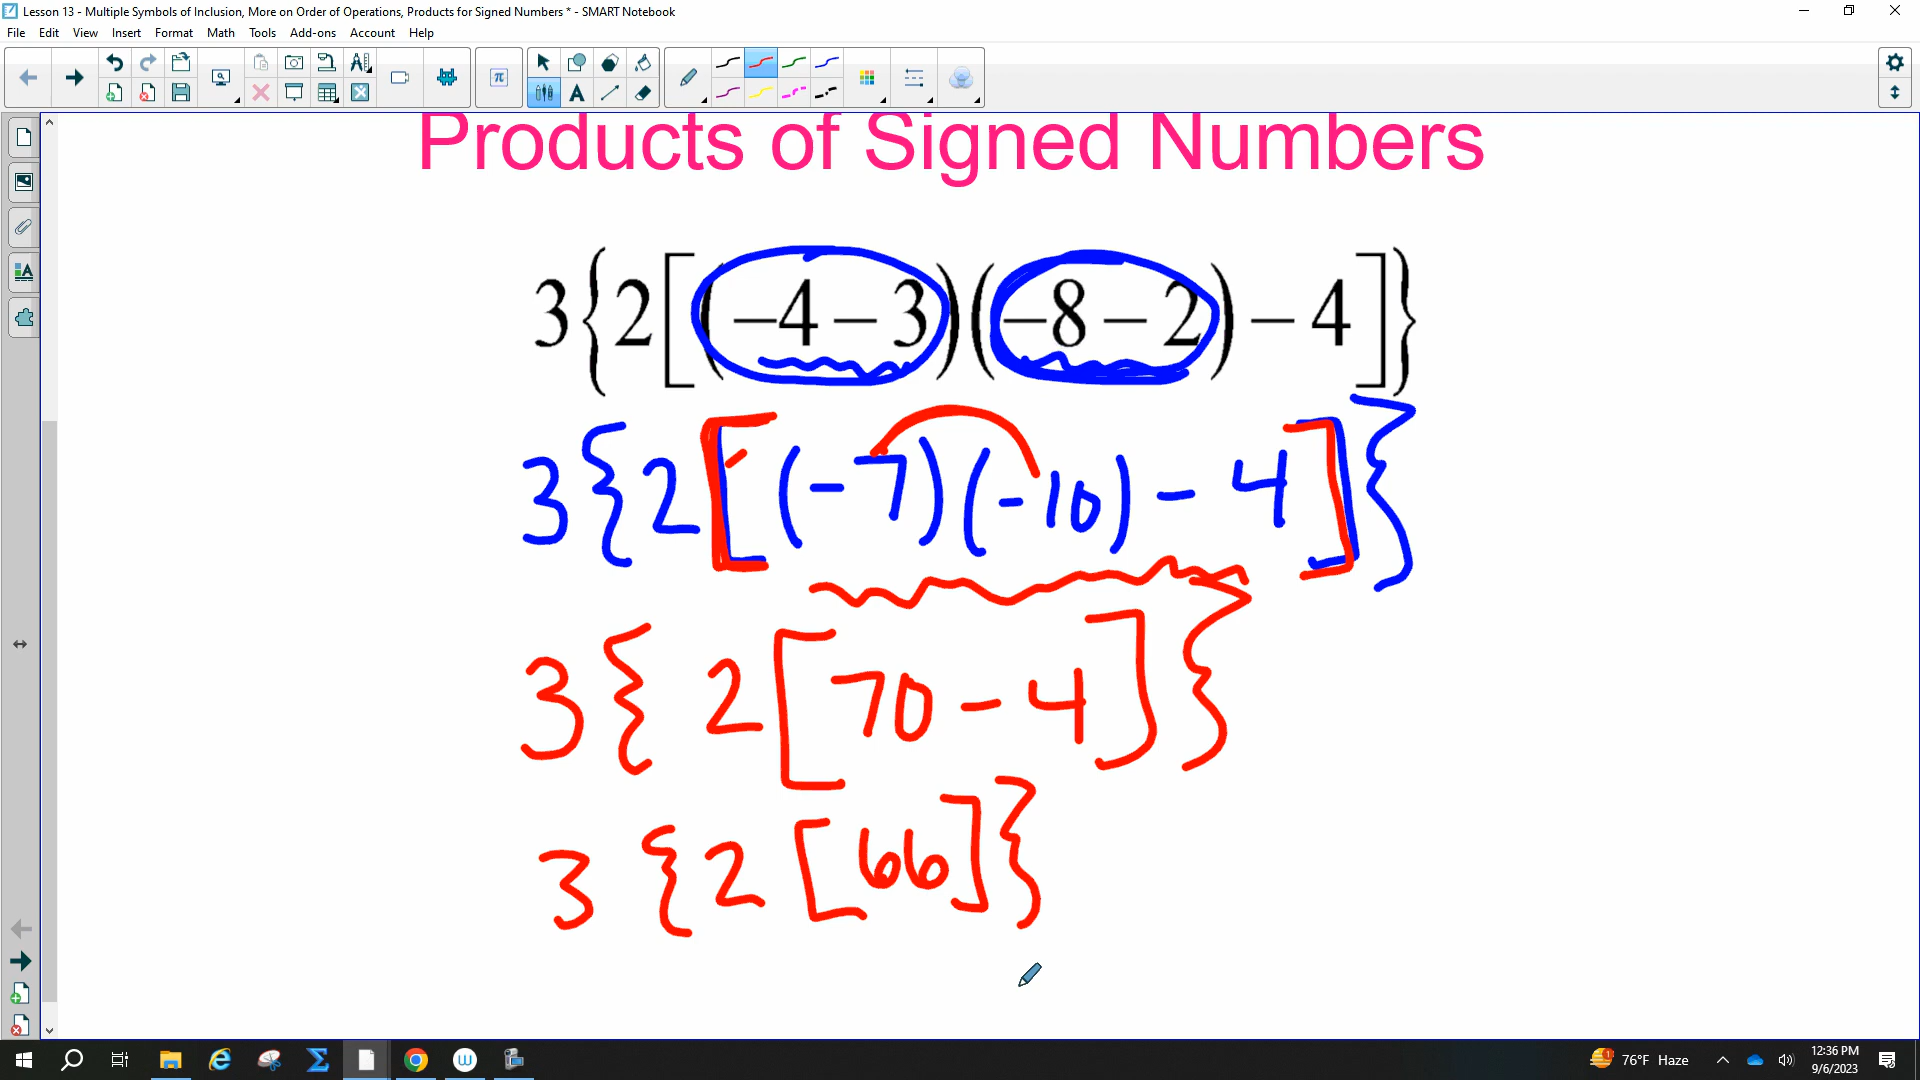 Lesson 13 - Multiple Symbols of Inclusion, More on Order of Operations, Products for Signed Numbers * - SMART Notebook
File Edit View Insert Format Math Tools Add-ons Account Help
Products of Signed Numbers
3{2[(−4−3)(−8−2)−4]}
3{2[(−7)(−10)−4]}
3{2[70−4]}
3{2[66]}
76°F Haze
12:36 PM
9/6/2023